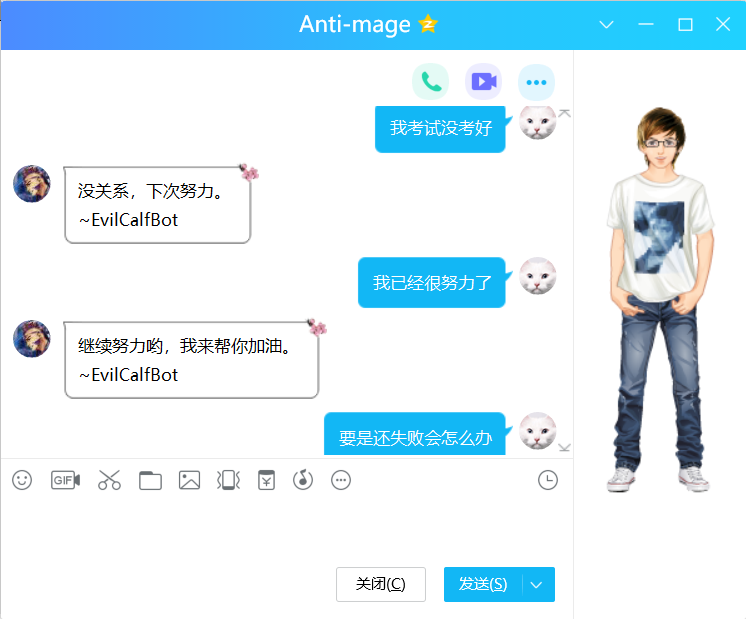 Anti-mage
我考试没考好
没关系，下次努力。
~EvilCalfBot
我已经很努力了
继续努力哟，我来帮你加油。
~EvilCalfBot
要是还失败会怎么办
GIF
关闭(C)
发送(S)